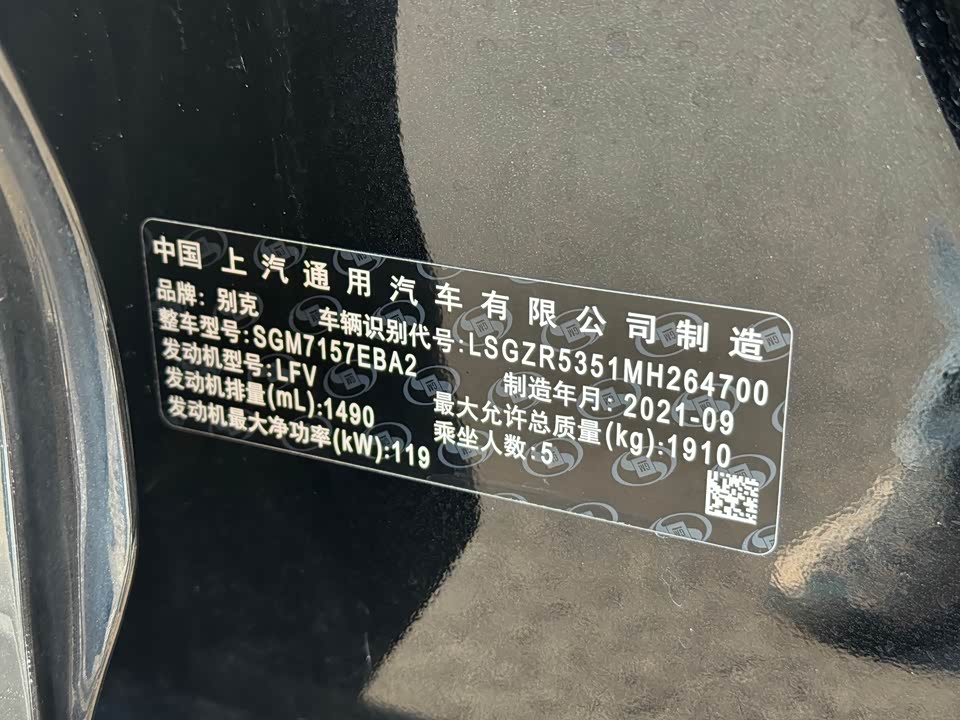 中国 上汽通用汽车有限公司制造
品牌：别克 车辆识别代号:LSGZR5351MH264700
整车型号:SGM7157EBA2 制造年月: 2021-09
发动机型号:LFV 最大允许总质量(kg):1910
发动机排量(mL):1490 乘坐人数:5
发动机最大净功率(kW):119